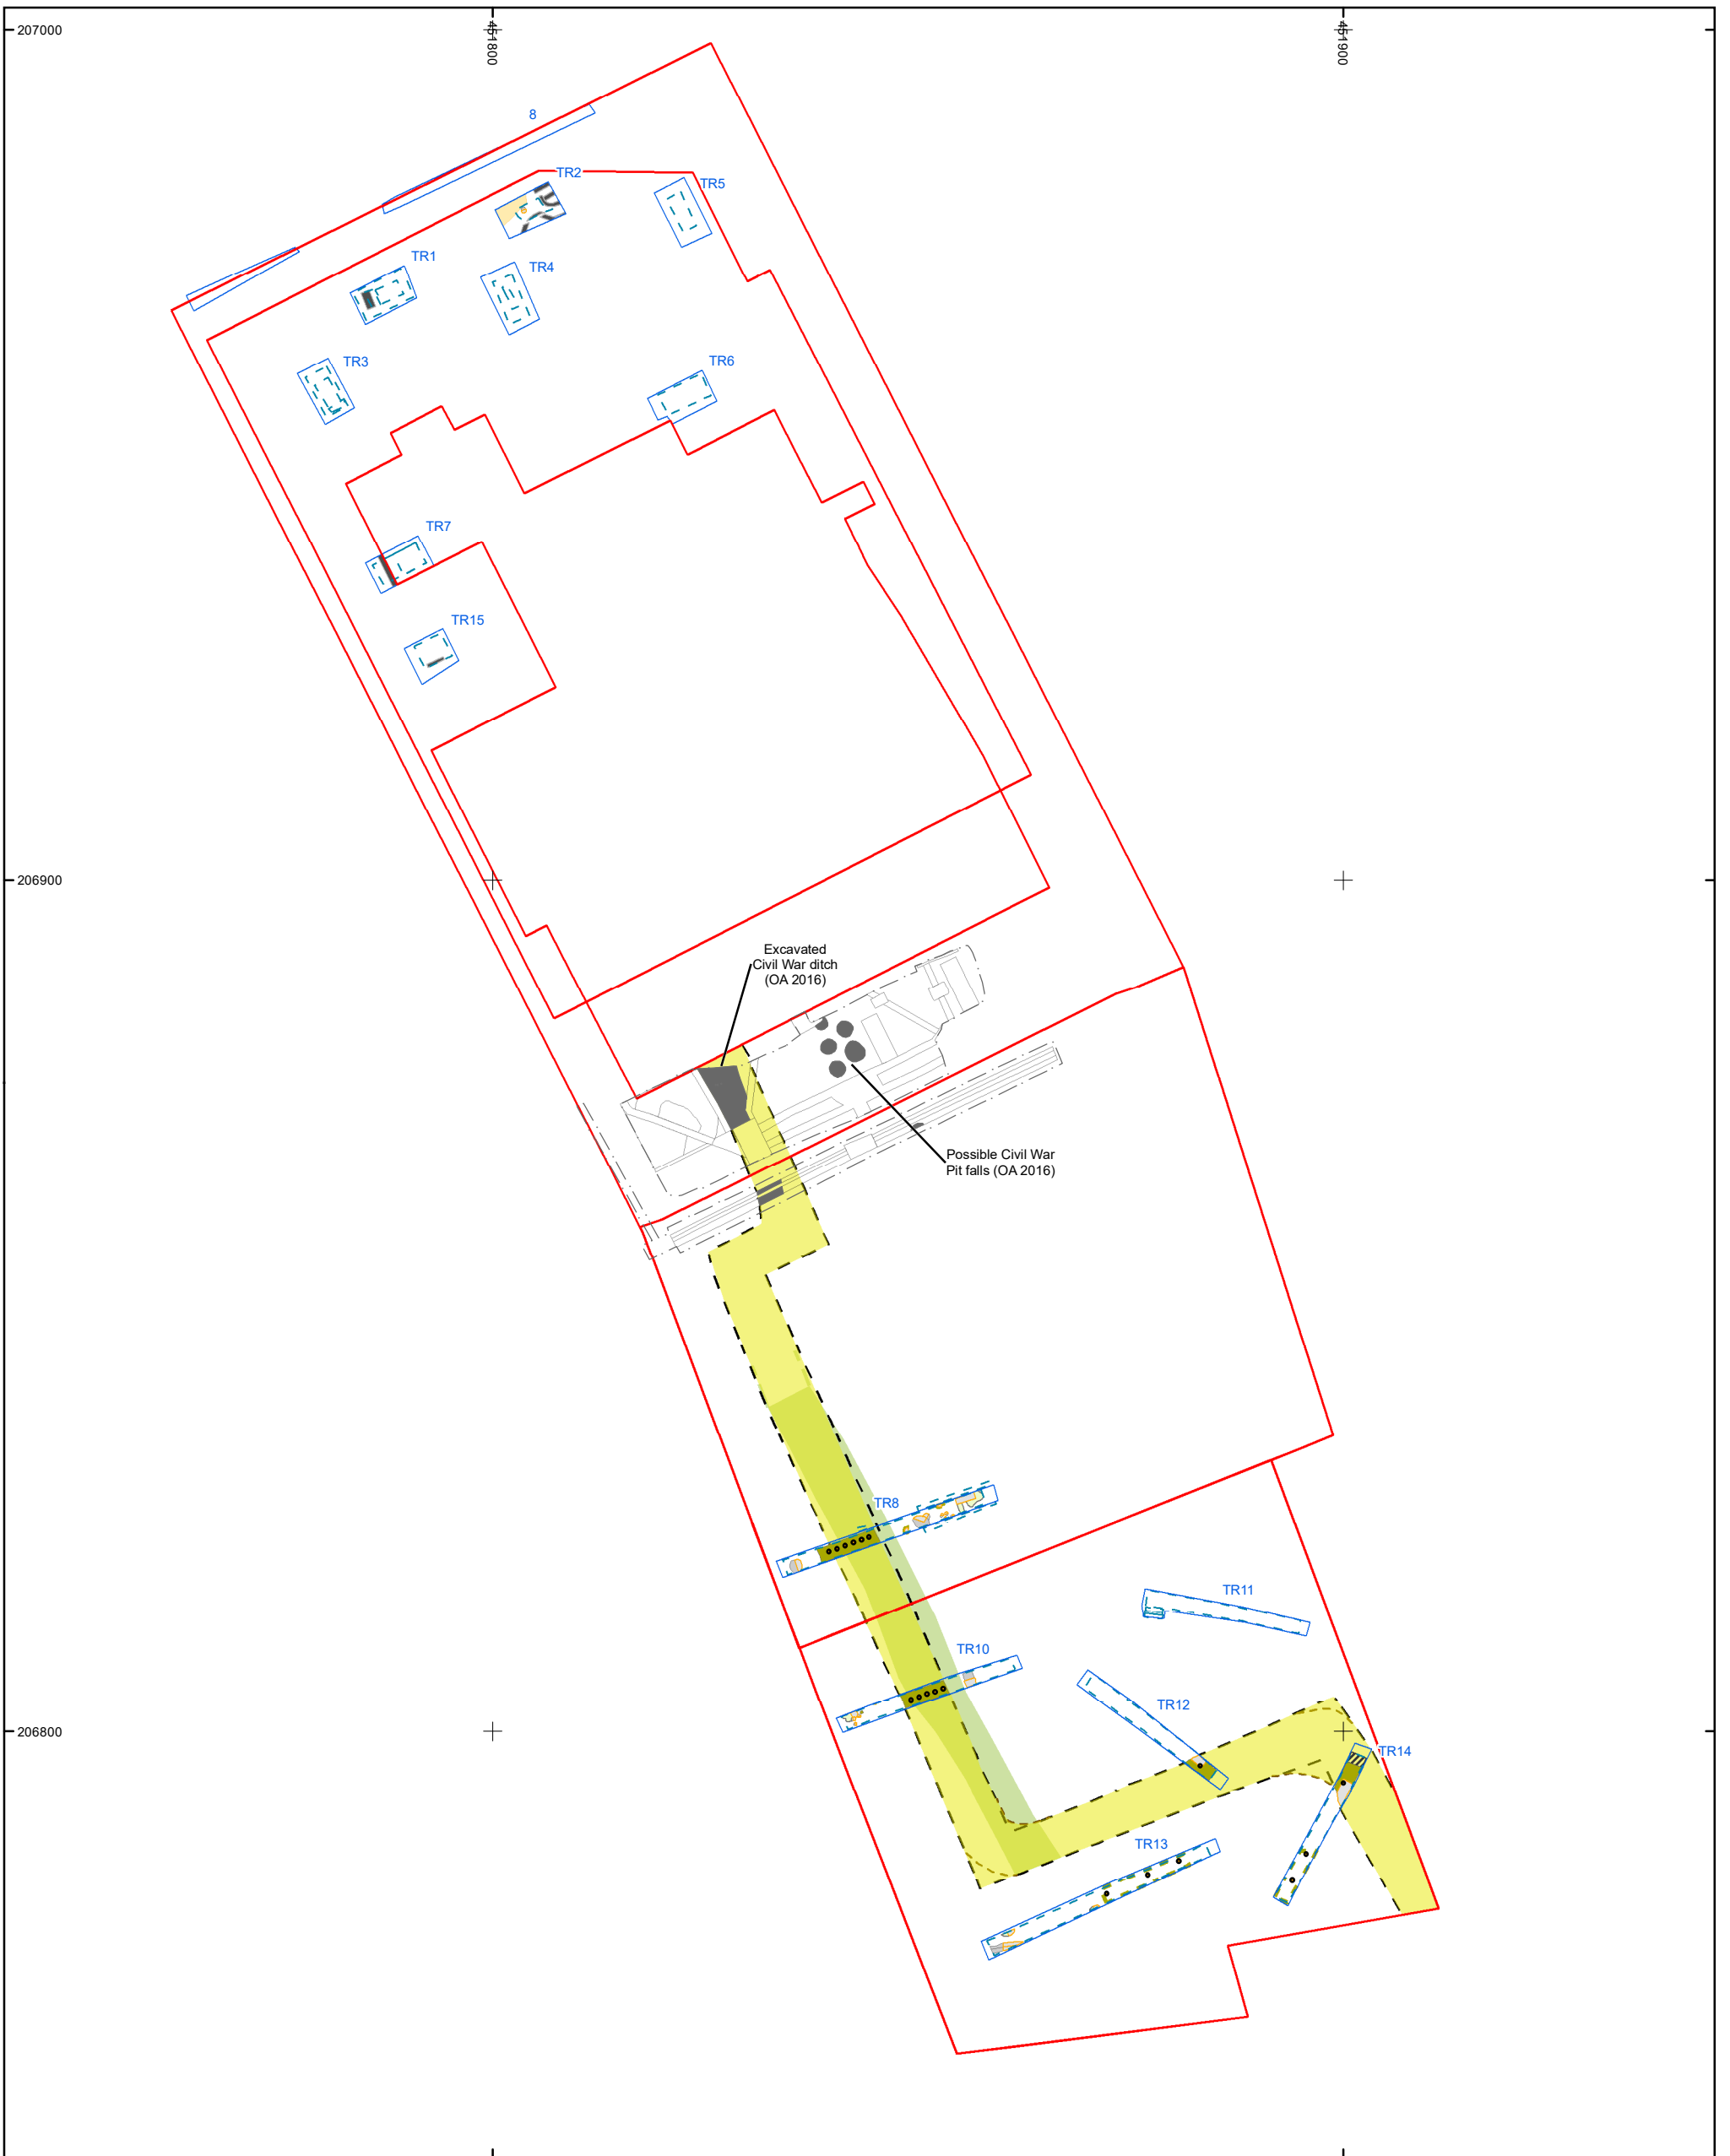 207000
451800
451900
8
TR2
TR5
TR1
TR4
TR3
TR6
TR7
TR15
206900
Excavated
Civil War ditch
(OA 2016)
Possible Civil War
Pit falls (OA 2016)
TR8
TR11
TR10
TR12
206800
TR14
TR13